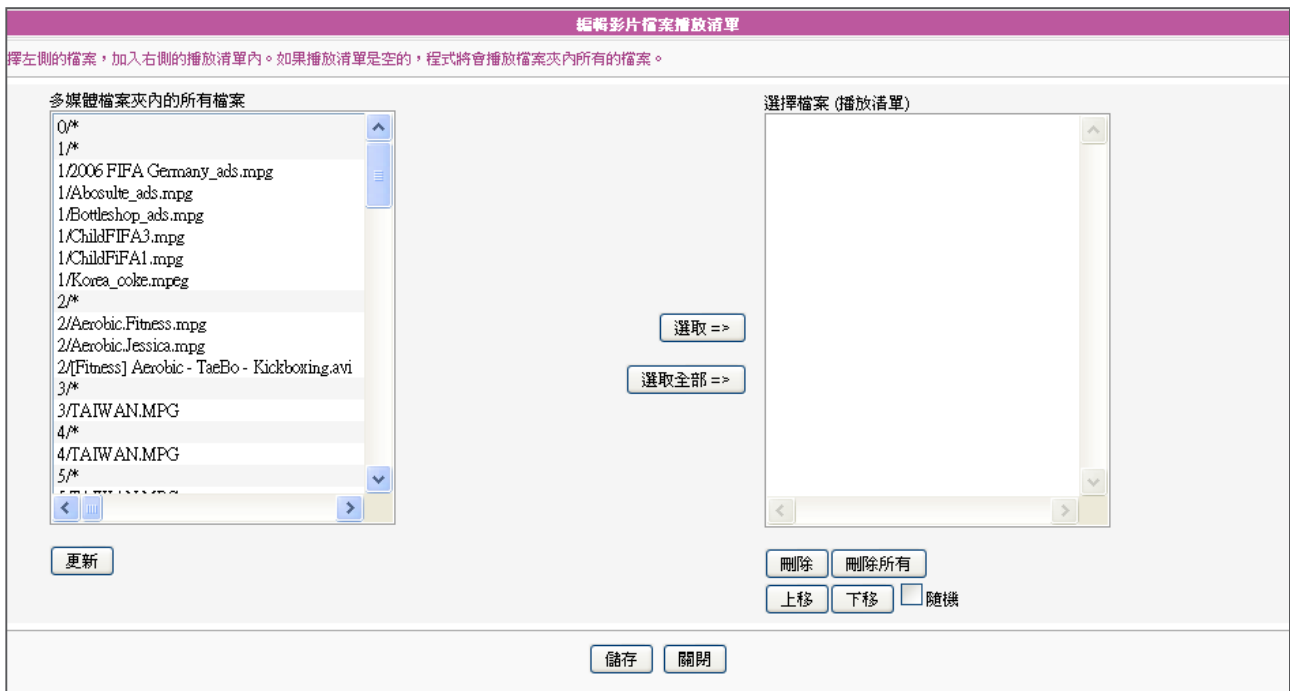 編輯影片檔案播放清單
擇左側的檔案，加入右側的播放清單內。如果播放清單是空的，程式將會播放檔案夾內所有的檔案。
多媒體檔案夾內的所有檔案
0/*
1/*
1/2006 FIFA Germany_ads.mpg
1/Abosulte_ads.mpg
1/Bottleshop_ads.mpg
1/ChildFIFA3.mpg
1/ChildFiFA1.mpg
1/Korea_coke.mpeg
2/*
2/Aerobic.Fitness.mpg
2/Aerobic.Jessica.mpg
2/[Fitness] Aerobic - TaeBo - Kickboxing.avi
3/*
3/TAIWAN.MPG
4/*
4/TAIWAN.MPG
5/*
更新
選取 =>
選取全部 =>
選擇檔案 (播放清單)
刪除 刪除所有
上移 下移 隨機
儲存 關閉